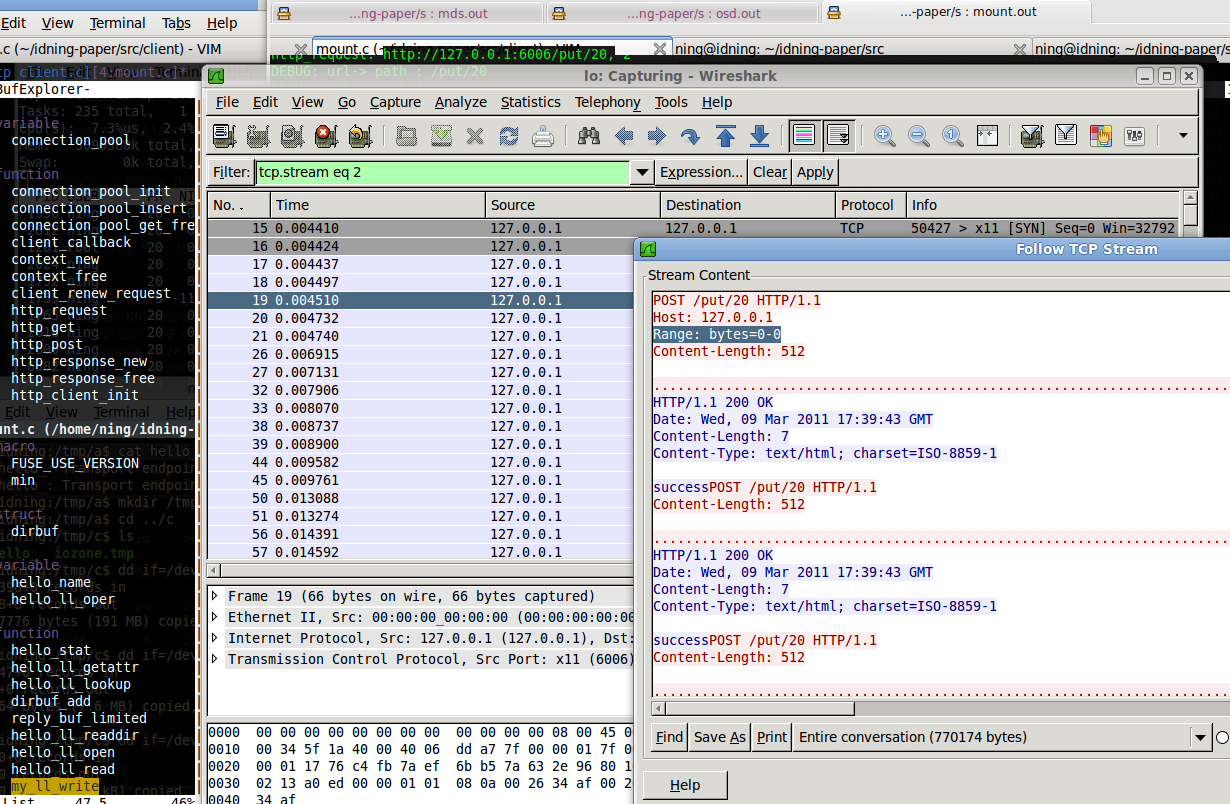 Edit View Terminal Tabs Help
...ng-paper/s : mds.out
...ng-paper/s : osd.out
...-paper/s : mount.out
.c (~/idning-paper/src/client) - VIM
mount.c (~/idning-paper/src/client) - VIM
ning@idning: ~/idning-paper/src
ning@idning: ~/idning-paper/s
http_request: http://127.0.0.1:6006/put/20, 2
DEBUG: url-> path : /put/20
BufExplorer-
Tasks: 235 total, 1
variable
connection_pool
function
connection_pool_init
connection_pool_insert
connection_pool_get_fre
client_callback
context_new
context_free
client_renew_request
http_request
http_get
http_post
http_response_new
http_response_free
http_client_init
Edit View Terminal Help
unt.c (/home/ning/idning-
macro
FUSE_USE_VERSION
min
struct
dirbuf
variable
hello_name
hello_ll_oper
function
hello_stat
hello_ll_getattr
hello_ll_lookup
dirbuf_add
reply_buf_limited
hello_ll_readdir
hello_ll_open
hello_ll_read
my_ll_write
List 47,5 46%
lo: Capturing - Wireshark
File Edit View Go Capture Analyze Statistics Telephony Tools Help
Filter: tcp.stream eq 2 Expression... Clear Apply
No. . Time Source Destination Protocol Info
15 0.004410 127.0.0.1 127.0.0.1 TCP 50427 > x11 [SYN] Seq=0 Win=32792
16 0.004424 127.0.0.1
17 0.004437 127.0.0.1
18 0.004497 127.0.0.1
19 0.004510 127.0.0.1
20 0.004732 127.0.0.1
21 0.004740 127.0.0.1
26 0.006915 127.0.0.1
27 0.007131 127.0.0.1
32 0.007906 127.0.0.1
33 0.008070 127.0.0.1
38 0.008737 127.0.0.1
39 0.008900 127.0.0.1
44 0.009582 127.0.0.1
45 0.009761 127.0.0.1
50 0.013088 127.0.0.1
51 0.013274 127.0.0.1
56 0.014391 127.0.0.1
57 0.014592 127.0.0.1
Frame 19 (66 bytes on wire, 66 bytes captured)
Ethernet II, Src: 00:00:00_00:00:00 (00:00:00:00:00
Internet Protocol, Src: 127.0.0.1 (127.0.0.1), Dst:
Transmission Control Protocol, Src Port: x11 (6006)
0000 00 00 00 00 00 00 00 00 00 00 00 00 08 00 45 0
0010 00 34 5f 1a 40 00 40 06 dd a7 7f 00 00 01 7f 0
0020 00 01 17 76 c4 fb 7a ef 6b b5 7a 63 2e 96 80 1
0030 02 13 a0 ed 00 00 01 01 08 0a 00 26 34 af 00 2
0040 34 af
Follow TCP Stream
Stream Content
POST /put/20 HTTP/1.1
Host: 127.0.0.1
Range: bytes=0-0
Content-Length: 512
HTTP/1.1 200 OK
Date: Wed, 09 Mar 2011 17:39:43 GMT
Content-Length: 7
Content-Type: text/html; charset=ISO-8859-1
successPOST /put/20 HTTP/1.1
Content-Length: 512
HTTP/1.1 200 OK
Date: Wed, 09 Mar 2011 17:39:43 GMT
Content-Length: 7
Content-Type: text/html; charset=ISO-8859-1
successPOST /put/20 HTTP/1.1
Content-Length: 512
Find Save As Print Entire conversation (770174 bytes)
Help